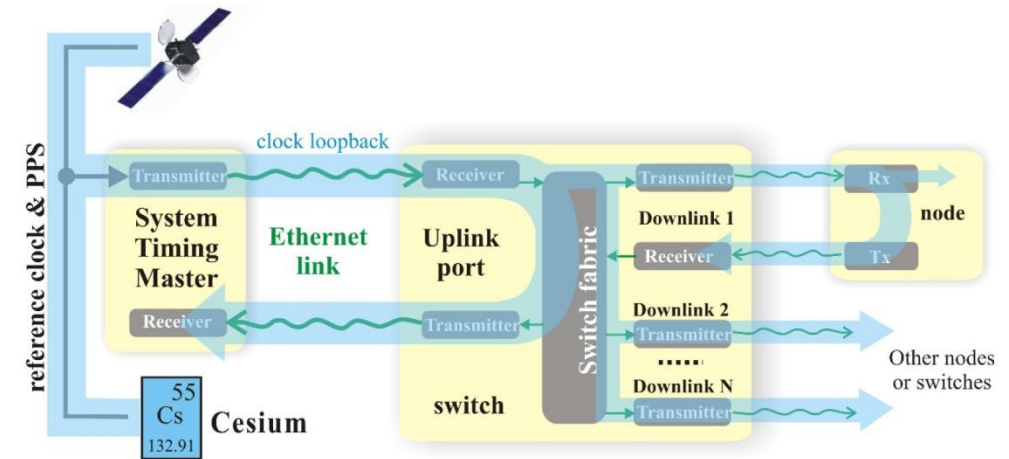 reference clock & PPS
clock loopback
Transmitter
Receiver
Transmitter
Rx
node
System
Timing
Master
Ethernet
link
Uplink
port
Switch fabric
Downlink 1
Receiver
Tx
Receiver
Transmitter
Downlink 2
Transmitter
Other nodes
or switches
Downlink N
Transmitter
switch
55
Cs
132.91
Cesium